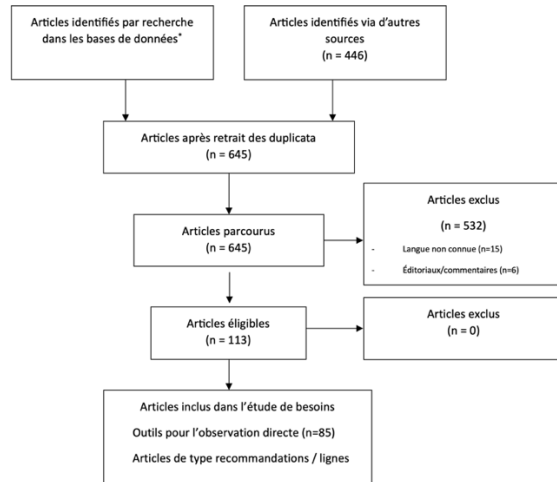 Articles identifiés par recherche
dans les bases de données*
Articles identifiés via d'autres
sources
(n = 446)
Articles après retrait des duplicata
(n = 645)
Articles parcourus
(n = 645)
Articles exclus
(n = 532)
- Langue non connue (n=15)
- Éditoriaux/commentaires (n=6)
Articles éligibles
(n = 113)
Articles exclus
(n = 0)
Articles inclus dans l'étude de besoins
Outils pour l'observation directe (n=85)
Articles de type recommandations / lignes